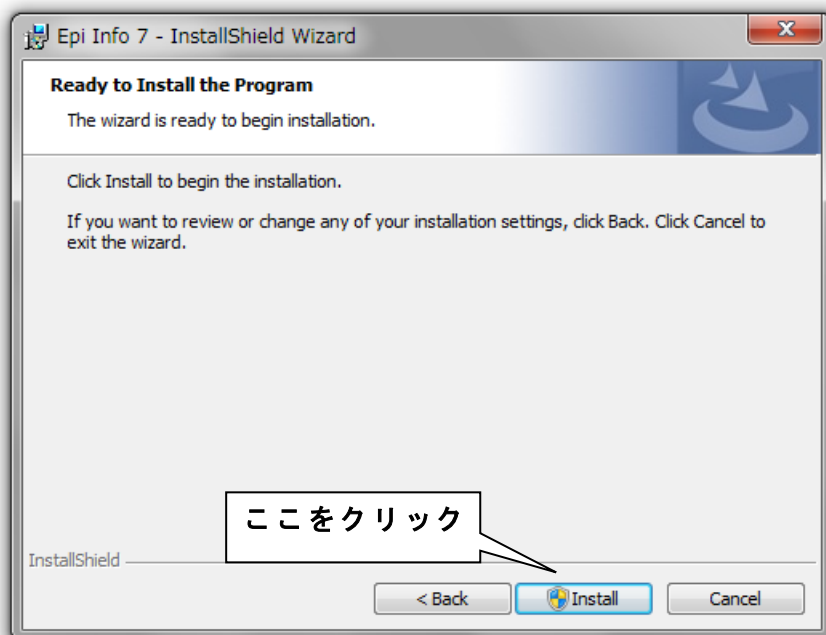 Epi Info 7 - InstallShield Wizard
Ready to Install the Program
The wizard is ready to begin installation.
Click Install to begin the installation.
If you want to review or change any of your installation settings, click Back. Click Cancel to
exit the wizard.
ここをクリック
InstallShield
< Back
Install
Cancel